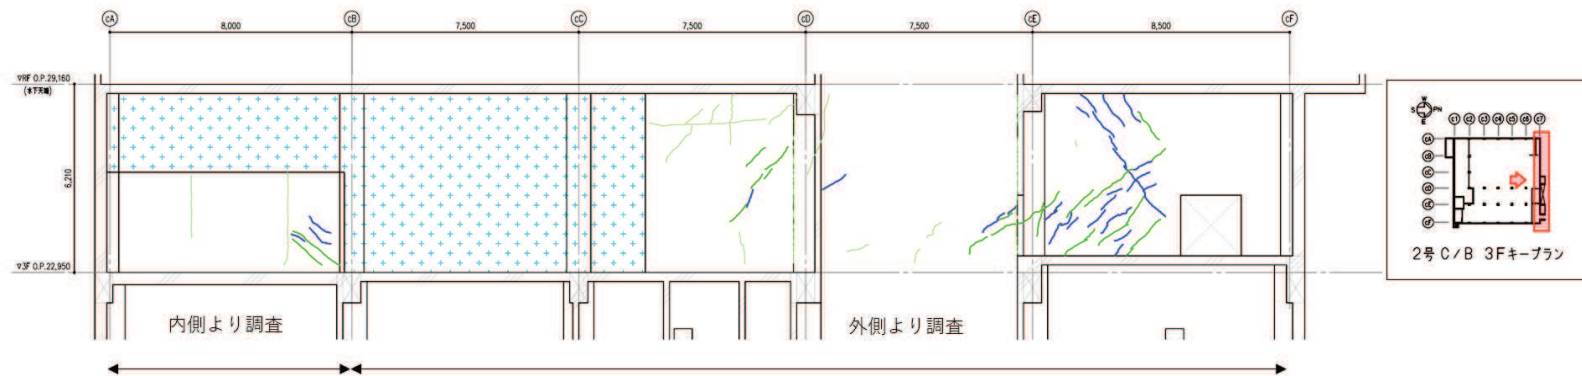 cA cB cC cD cE cF
8,000 7,500 7,500 7,500 8,500
▽RF O.P.29,160
(水下天端)
6,210
▽3F O.P.22,950
内側より調査
外側より調査
W
S PN
E
c1 c2 c3 c4 c5 c6 c7
cA
cB
cC
cD
cE
cF
2号 C/B 3Fキープラン